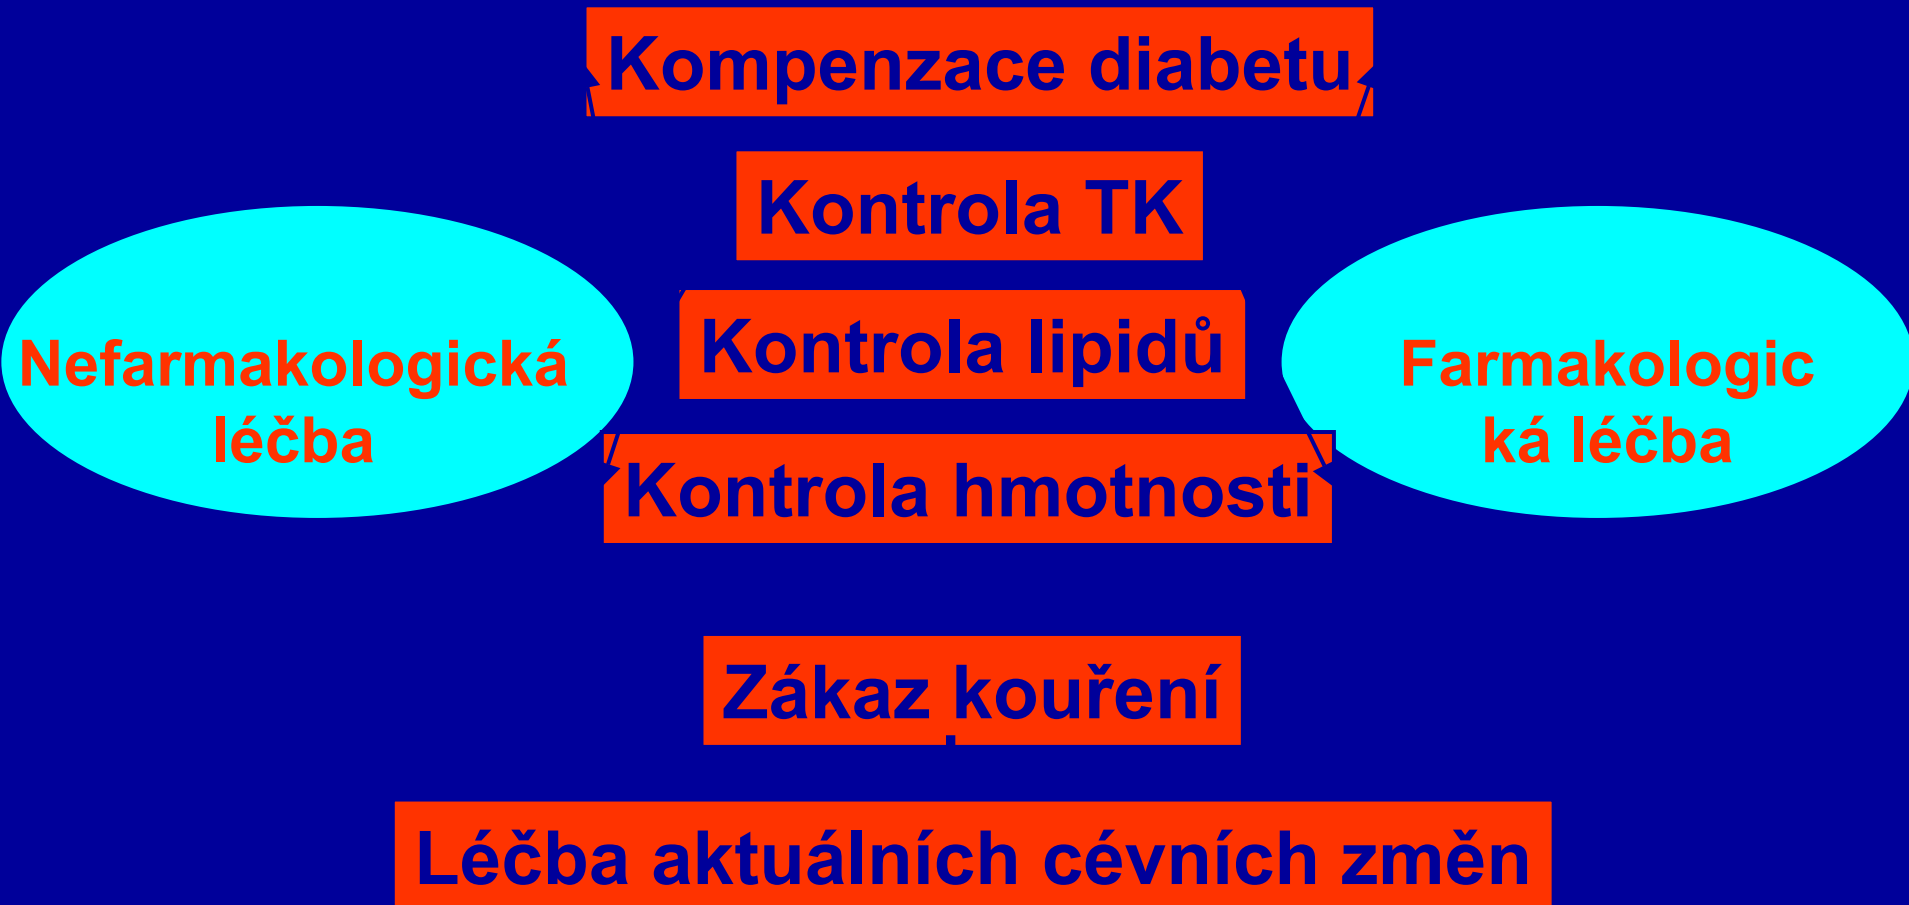 Kompenzace diabetu
Kontrola TK
Kontrola lipidů
Nefarmakologická
léčba
Farmakologic
ká léčba
Kontrola hmotnosti
Zákaz kouření
Léčba aktuálních cévních změn